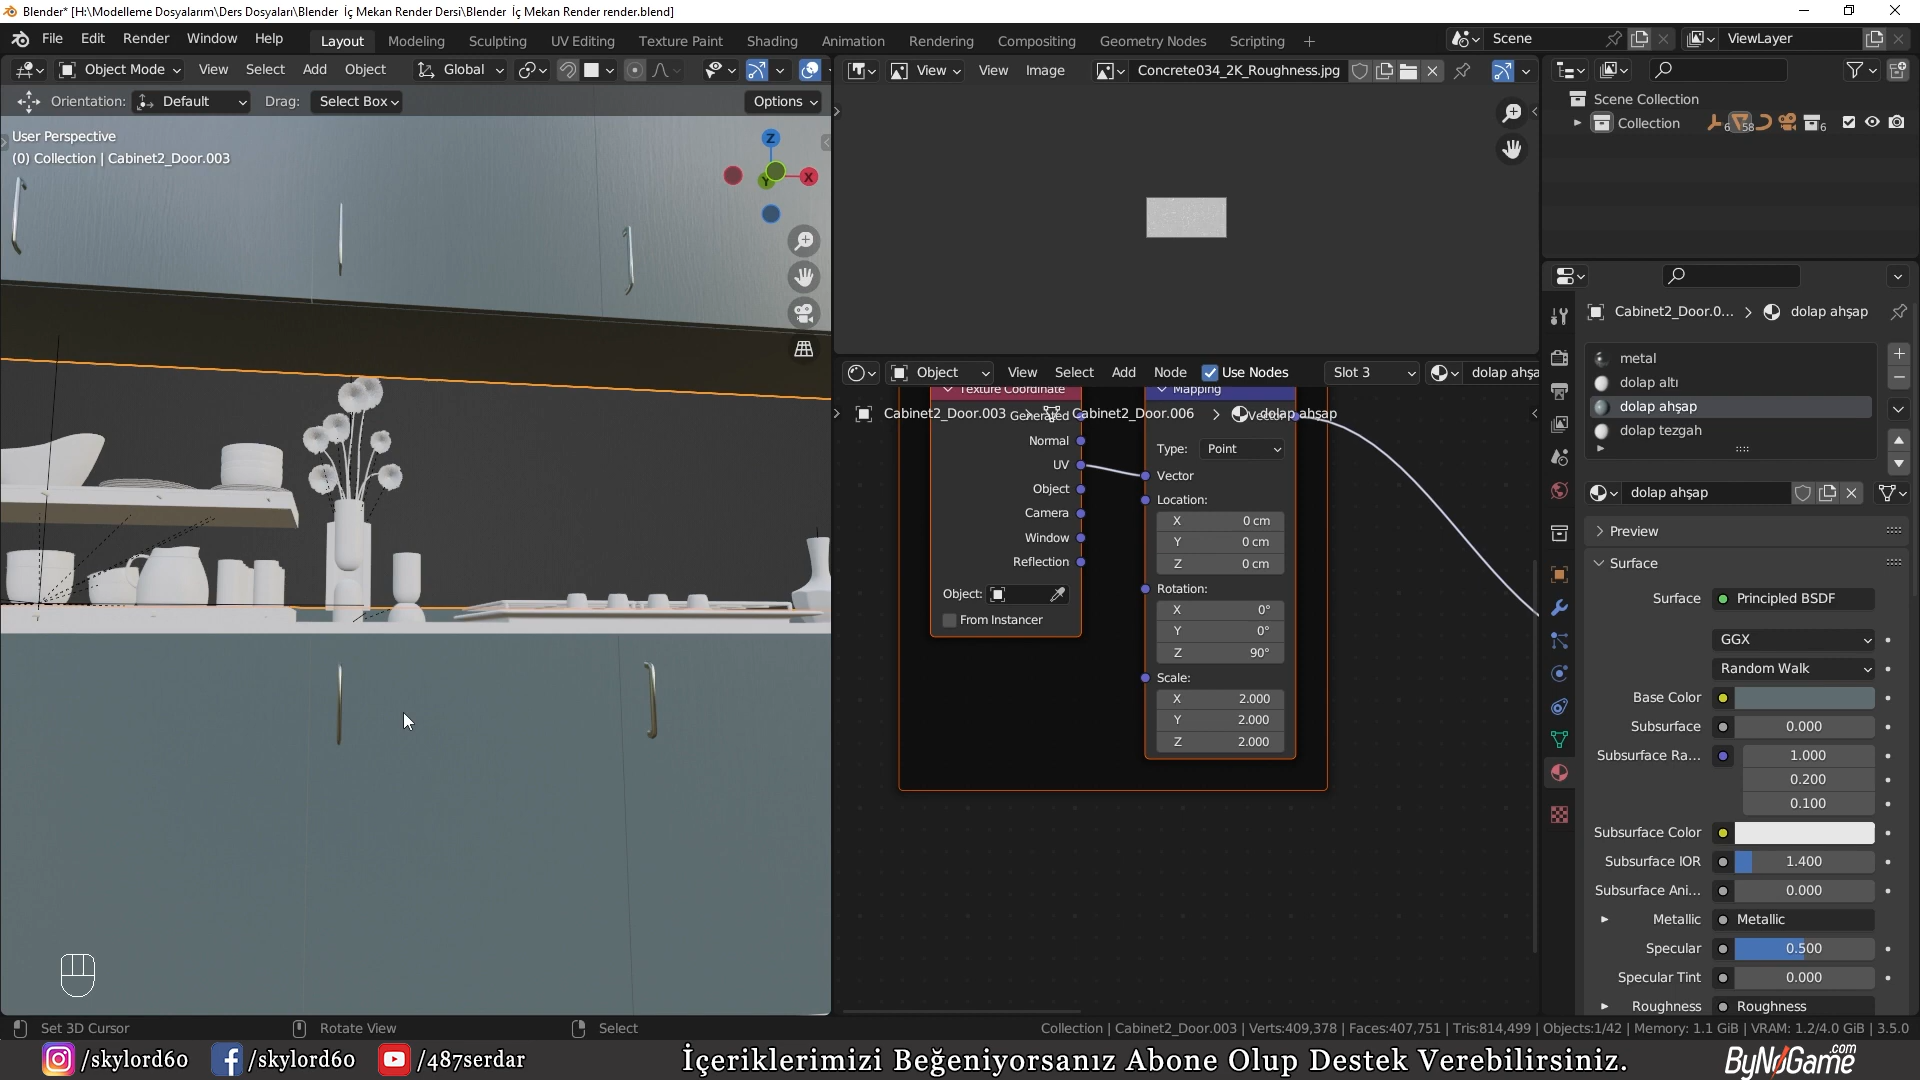 Blender* [H:\Modelleme Dosyalarım\Ders Dosyaları\Blender İç Mekan Render Dersi\Blender İç Mekan Render render.blend]
File Edit Render Window Help
Layout Modeling Sculpting UV Editing Texture Paint Shading Animation Rendering Compositing Geometry Nodes Scripting +
Scene
ViewLayer
Object Mode View Select Add Object Global
View View Image Concrete034_2K_Roughness.jpg
Orientation: Default Drag: Select Box Options
User Perspective
(0) Collection | Cabinet2_Door.003
Z
Y
X
Scene Collection
Collection
6
58
6
Cabinet2_Door.0... > dolap ahşap
metal
dolap altı
dolap ahşap
dolap tezgah
dolap ahşap
Preview
Surface
Surface Principled BSDF
GGX
Random Walk
Base Color
Subsurface 0.000
Subsurface Ra... 1.000
0.200
0.100
Subsurface Color
Subsurface IOR 1.400
Subsurface Ani... 0.000
Metallic Metallic
Specular 0.500
Specular Tint 0.000
Roughness Roughness
Object View Select Add Node Use Nodes Slot 3 dolap ahşa
Texture Coordinate
Mapping
Cabinet2_Door.003 > Cabinet2_Door.006 > dolap ahşap
Generated
Normal
UV
Object
Camera
Window
Reflection
Object:
From Instancer
Vector
Type: Point
Vector
Location:
X 0 cm
Y 0 cm
Z 0 cm
Rotation:
X 0°
Y 0°
Z 90°
Scale:
X 2.000
Y 2.000
Z 2.000
Set 3D Cursor
Rotate View
Select
Collection | Cabinet2_Door.003 | Verts:409,378 | Faces:407,751 | Tris:814,499 | Objects:1/42 | Memory: 1.1 GiB | VRAM: 1.2/4.0 GiB | 3.5.0
/skylord60 /skylord60 /487serdar İçeriklerimizi Beğeniyorsanız Abone Olup Destek Verebilirsiniz. ByNoGame.com